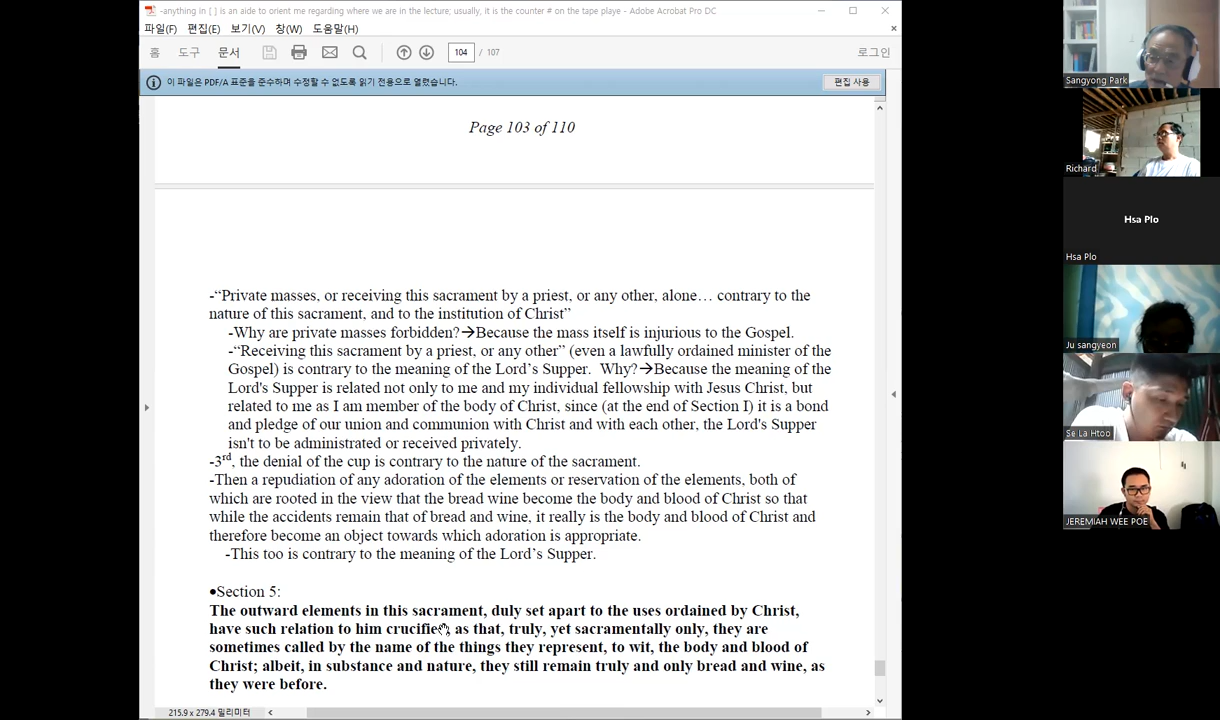 -anything in [ ] is an aide to orient me regarding where we are in the lecture; usually, it is the counter # on the tape playe - Adobe Acrobat Pro DC
파일(F) 편집(E) 보기(V) 창(W) 도움말(H)
홈 도구 문서 104 / 107 로그인
이 파일은 PDF/A 표준을 준수하며 수정할 수 없도록 읽기 전용으로 열렸습니다. 편집 사용
Page 103 of 110
-“Private masses, or receiving this sacrament by a priest, or any other, alone… contrary to the
nature of this sacrament, and to the institution of Christ”
-Why are private masses forbidden?→Because the mass itself is injurious to the Gospel.
-“Receiving this sacrament by a priest, or any other” (even a lawfully ordained minister of the
Gospel) is contrary to the meaning of the Lord’s Supper. Why?→Because the meaning of the
Lord's Supper is related not only to me and my individual fellowship with Jesus Christ, but
related to me as I am member of the body of Christ, since (at the end of Section I) it is a bond
and pledge of our union and communion with Christ and with each other, the Lord's Supper
isn't to be administrated or received privately.
-3rd, the denial of the cup is contrary to the nature of the sacrament.
-Then a repudiation of any adoration of the elements or reservation of the elements, both of
which are rooted in the view that the bread wine become the body and blood of Christ so that
while the accidents remain that of bread and wine, it really is the body and blood of Christ and
therefore become an object towards which adoration is appropriate.
-This too is contrary to the meaning of the Lord’s Supper.
•Section 5:
The outward elements in this sacrament, duly set apart to the uses ordained by Christ,
have such relation to him crucified, as that, truly, yet sacramentally only, they are
sometimes called by the name of the things they represent, to wit, the body and blood of
Christ; albeit, in substance and nature, they still remain truly and only bread and wine, as
they were before.
215.9 x 279.4 밀리미터
Sangyong Park
Richard
Hsa Plo
Hsa Plo
Ju sangyeon
Se La Htoo
JEREMIAH WEE POE